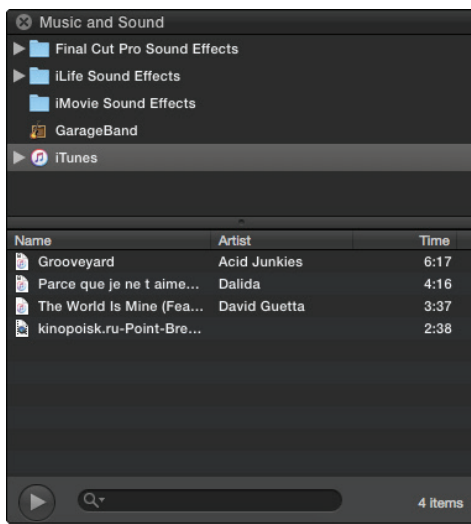 Music and Sound
Final Cut Pro Sound Effects
iLife Sound Effects
iMovie Sound Effects
GarageBand
iTunes
Name Artist Time
Grooveyard Acid Junkies 6:17
Parce que je ne t aime... Dalida 4:16
The World Is Mine (Fea... David Guetta 3:37
kinopoisk.ru-Point-Bre... 2:38
4 items